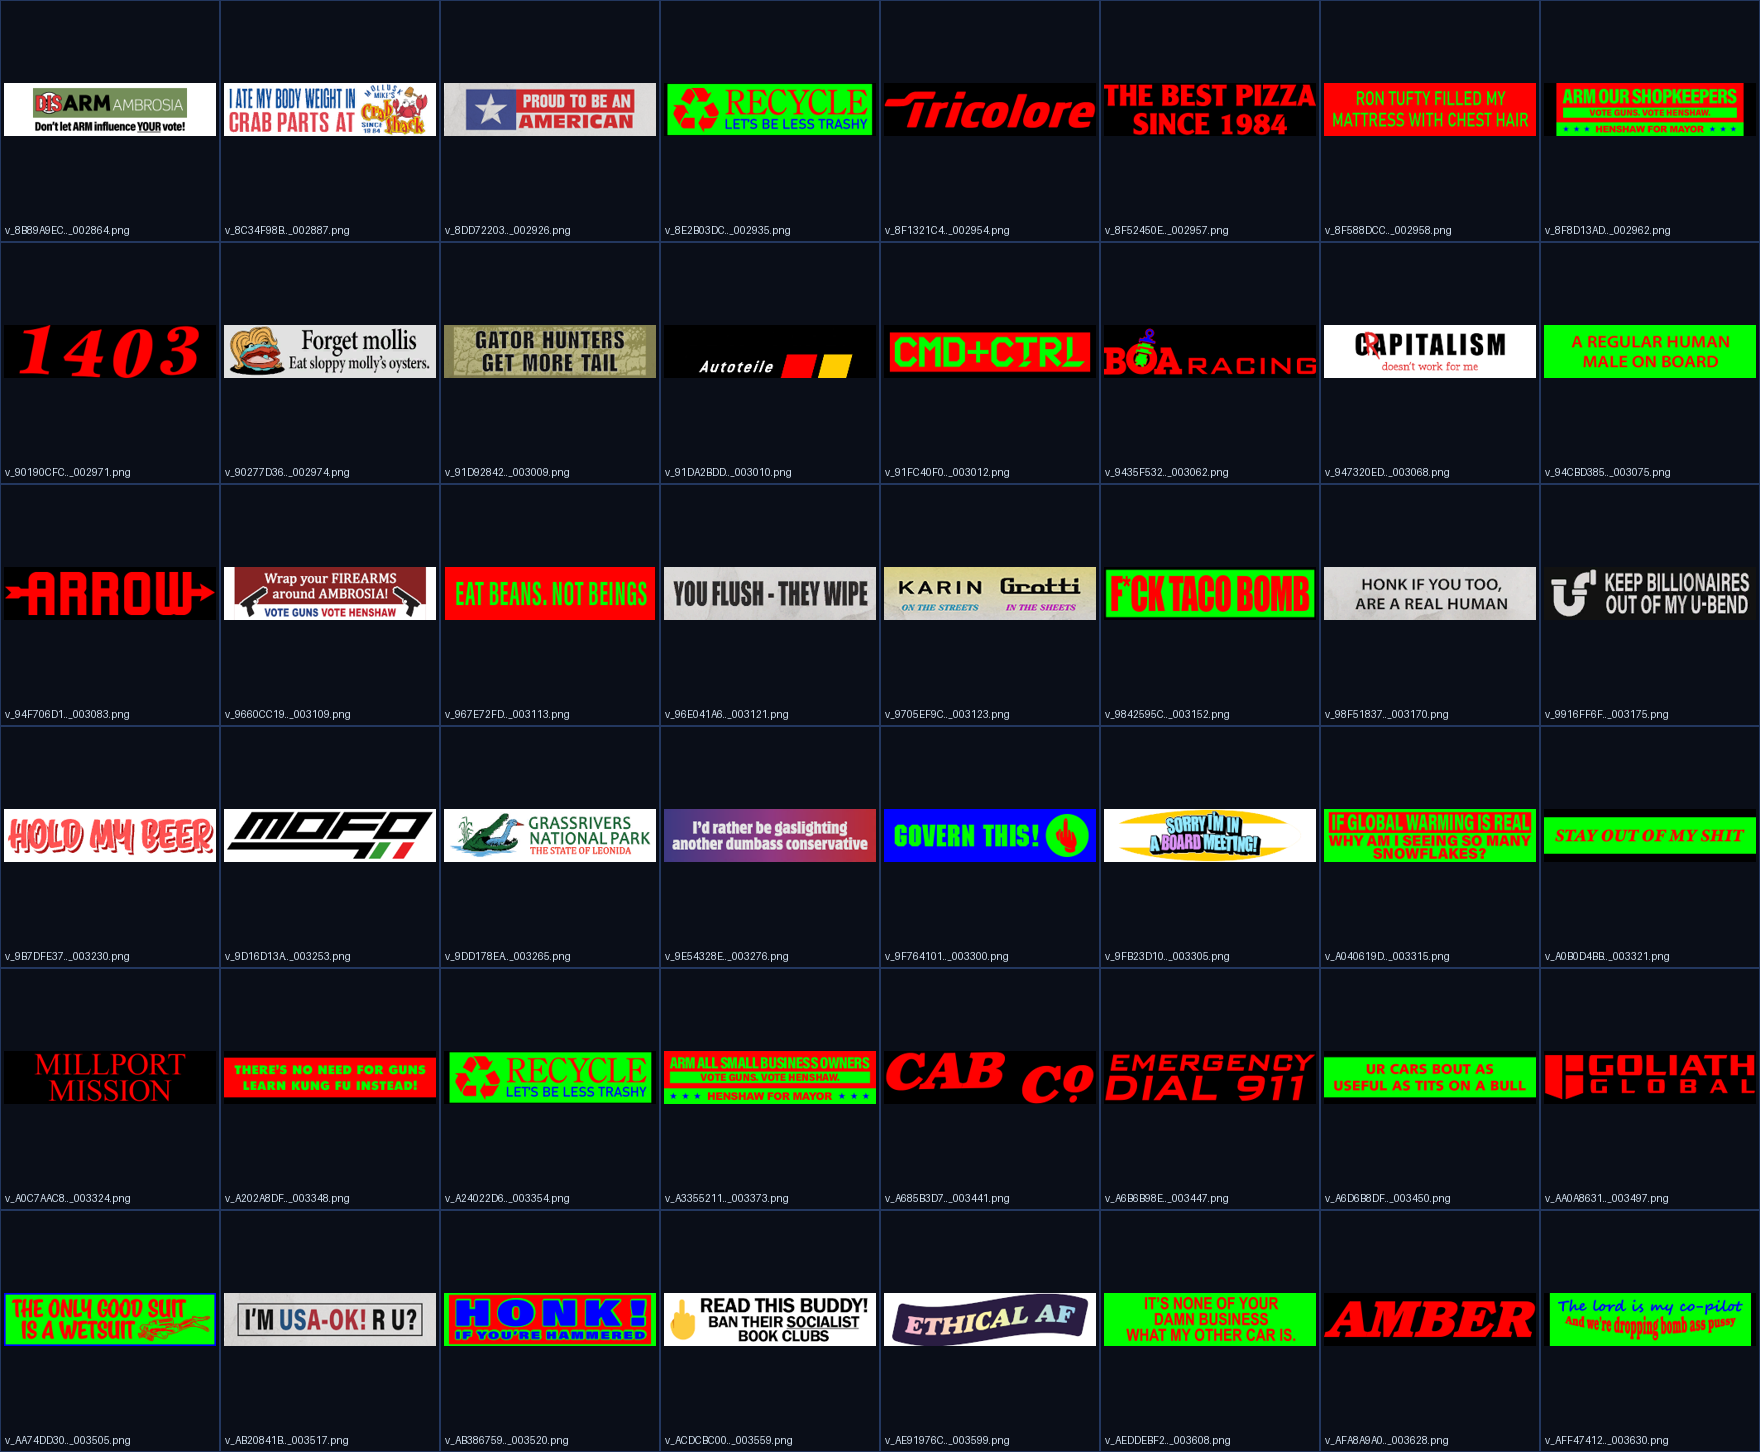 DISARM AMBROSIA
Don't let ARM influence YOUR vote!
v_8B89A9EC.._002864.png
I ATE MY BODY WEIGHT IN
CRAB PARTS AT
MOLLUSK MIKE'S
Crab Shack
SINCE 1984
v_8C34F98B.._002887.png
PROUD TO BE AN
AMERICAN
v_8DD72203.._002926.png
RECYCLE
LET'S BE LESS TRASHY
v_8E2B03DC.._002935.png
Tricolore
v_8F1321C4.._002954.png
THE BEST PIZZA
SINCE 1984
v_8F52450E.._002957.png
RON TUFTY FILLED MY
MATTRESS WITH CHEST HAIR
v_8F588DCC.._002958.png
ARM OUR SHOPKEEPERS
VOTE GUNS. VOTE HENSHAW.
HENSHAW FOR MAYOR
v_8F8D13AD.._002962.png
1403
v_90190CFC.._002971.png
Forget mollis
Eat sloppy molly's oysters.
v_90277D36.._002974.png
GATOR HUNTERS
GET MORE TAIL
v_91D92842.._003009.png
Autoteile
v_91DA2BDD.._003010.png
CMD+CTRL
v_91FC40F0.._003012.png
BOA RACING
v_9435F532.._003062.png
CRAPITALISM
doesn't work for me
v_947320ED.._003068.png
A REGULAR HUMAN
MALE ON BOARD
v_94CBD385.._003075.png
ARROW
v_94F706D1.._003083.png
Wrap your FIREARMS
around AMBROSIA!
VOTE GUNS VOTE HENSHAW
v_9660CC19.._003109.png
EAT BEANS. NOT BEINGS
v_967E72FD.._003113.png
YOU FLUSH - THEY WIPE
v_96E041A6.._003121.png
KARIN Grotti
ON THE STREETS IN THE SHEETS
v_9705EF9C.._003123.png
F*CK TACO BOMB
v_9842595C.._003152.png
HONK IF YOU TOO,
ARE A REAL HUMAN
v_98F51837.._003170.png
KEEP BILLIONAIRES
OUT OF MY U-BEND
v_9916FF6F.._003175.png
HOLD MY BEER
v_9B7DFE37.._003230.png
MOFO
v_9D16D13A.._003253.png
GRASSRIVERS
NATIONAL PARK
THE STATE OF LEONIDA
v_9DD178EA.._003265.png
I'd rather be gaslighting
another dumbass conservative
v_9E54328E.._003276.png
GOVERN THIS!
v_9F764101.._003300.png
SORRY I'M IN
A BOARD MEETING!
v_9FB23D10.._003305.png
IF GLOBAL WARMING IS REAL
WHY AM I SEEING SO MANY
SNOWFLAKES?
v_A040619D.._003315.png
STAY OUT OF MY SHIT
v_A0B0D4BB.._003321.png
MILLPORT
MISSION
v_A0C7AAC8.._003324.png
THERE'S NO NEED FOR GUNS
LEARN KUNG FU INSTEAD!
v_A202A8DF.._003348.png
RECYCLE
LET'S BE LESS TRASHY
v_A24022D6.._003354.png
ARM ALL SMALL BUSINESS OWNERS
VOTE GUNS. VOTE HENSHAW.
HENSHAW FOR MAYOR
v_A3355211.._003373.png
CAB Co
v_A685B3D7.._003441.png
EMERGENCY
DIAL 911
v_A6B6B98E.._003447.png
UR CARS BOUT AS
USEFUL AS TITS ON A BULL
v_A6D6B8DF.._003450.png
GOLIATH
GLOBAL
v_AA0A8631.._003497.png
THE ONLY GOOD SUIT
IS A WETSUIT
v_AA74DD30.._003505.png
I'M USA-OK! R U?
v_AB20841B.._003517.png
HONK!
IF YOU'RE HAMMERED
v_AB386759.._003520.png
READ THIS BUDDY!
BAN THEIR SOCIALIST
BOOK CLUBS
v_ACDCBC00.._003559.png
ETHICAL AF
v_AE91976C.._003599.png
IT'S NONE OF YOUR
DAMN BUSINESS
WHAT MY OTHER CAR IS.
v_AEDDEBF2.._003608.png
AMBER
v_AFA8A9A0.._003628.png
The lord is my co-pilot
And we're dropping bomb ass pussy
v_AFF47412.._003630.png